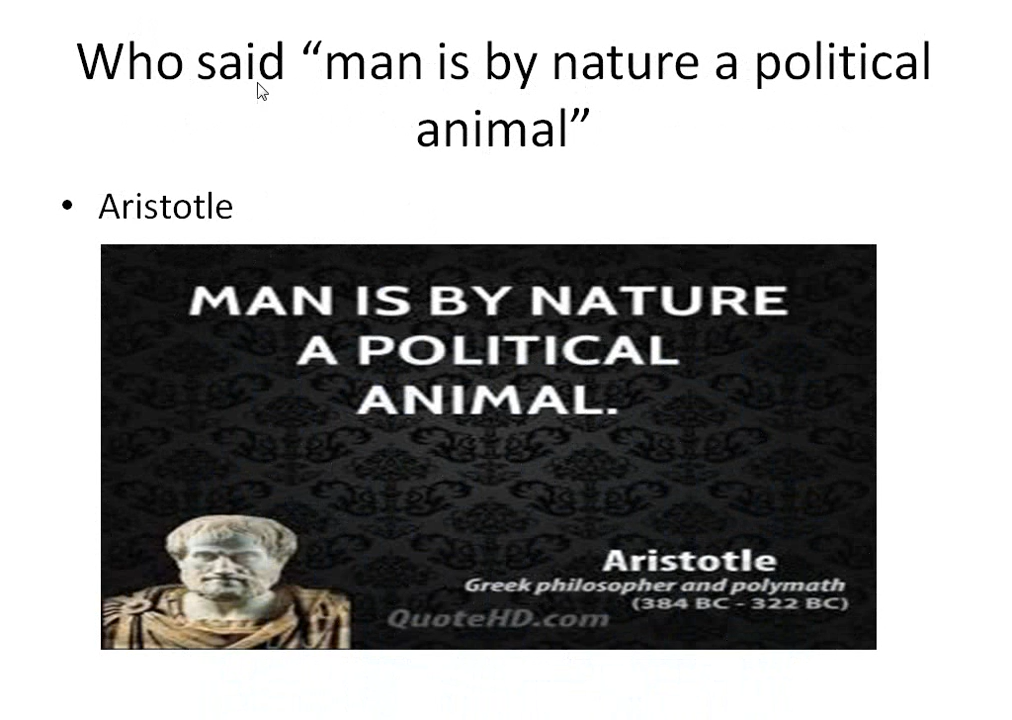 Who said “man is by nature a political
animal”
• Aristotle
MAN IS BY NATURE
A POLITICAL
ANIMAL.
Aristotle
Greek philosopher and polymath
(384 BC - 322 BC)
QuoteHD.com